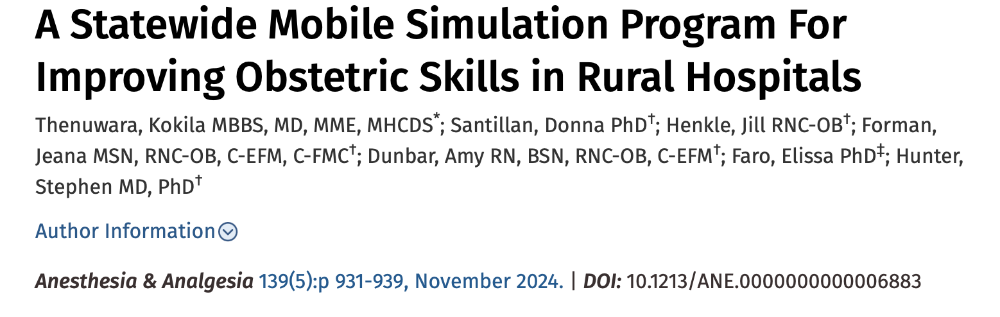 A Statewide Mobile Simulation Program For
Improving Obstetric Skills in Rural Hospitals
Thenuwara, Kokila MBBS, MD, MME, MHCDS*; Santillan, Donna PhD†; Henkle, Jill RNC-OB†; Forman,
Jeana MSN, RNC-OB, C-EFM, C-FMC†; Dunbar, Amy RN, BSN, RNC-OB, C-EFM†; Faro, Elissa PhD‡; Hunter,
Stephen MD, PhD†
Author Information
Anesthesia & Analgesia 139(5):p 931-939, November 2024. | DOI: 10.1213/ANE.0000000000006883